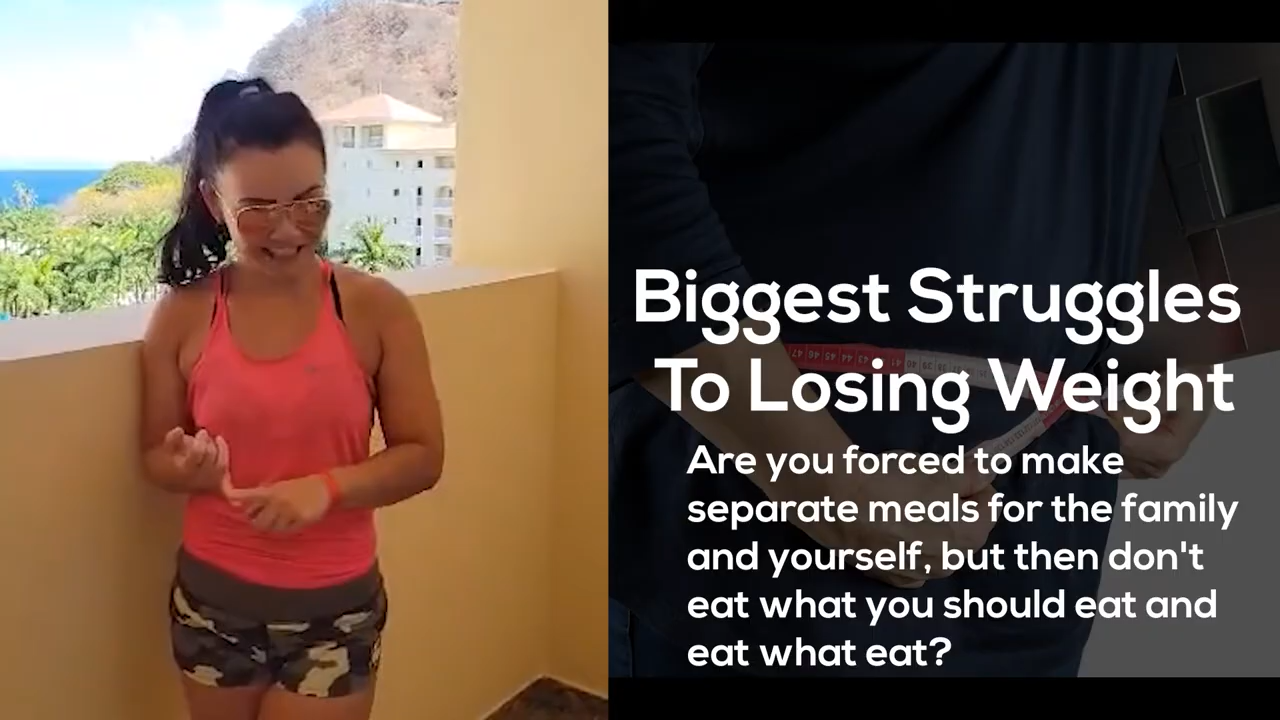 Biggest Struggles
To Losing Weight
Are you forced to make
separate meals for the family
and yourself, but then don't
eat what you should eat and
eat what eat?